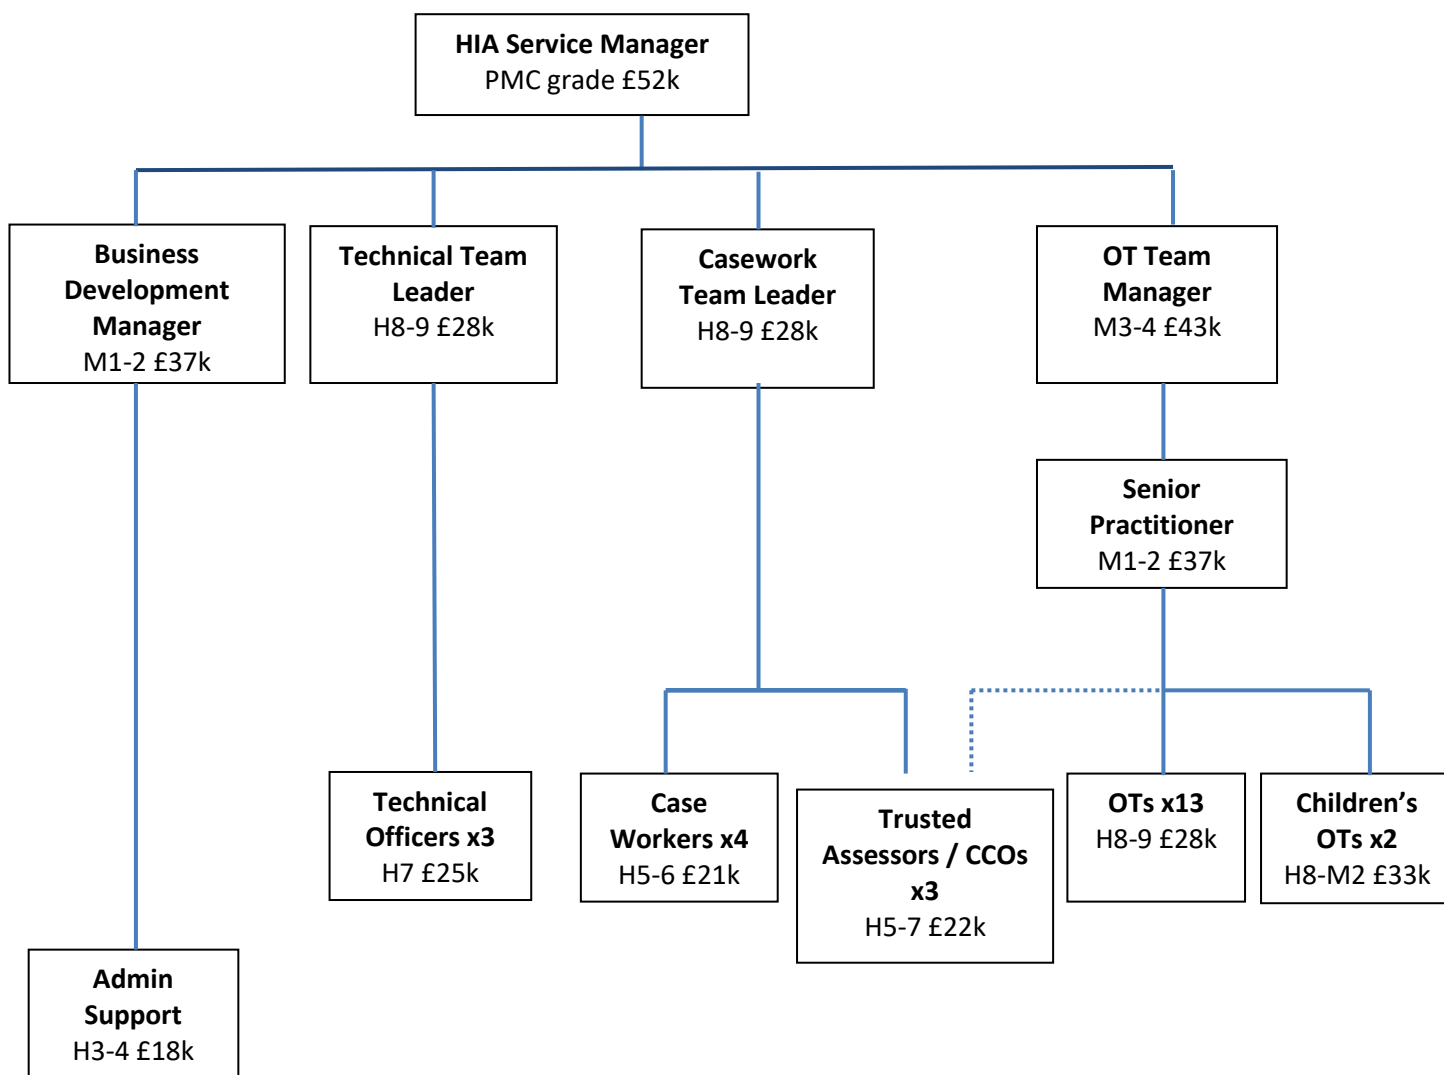 HIA Service Manager
PMC grade £52k
Business
Development
Manager
M1-2 £37k
Technical Team
Leader
H8-9 £28k
Casework
Team Leader
H8-9 £28k
OT Team
Manager
M3-4 £43k
Senior
Practitioner
M1-2 £37k
Technical
Officers x3
H7 £25k
Case
Workers x4
H5-6 £21k
Trusted
Assessors / CCOs
x3
H5-7 £22k
OTs x13
H8-9 £28k
Children’s
OTs x2
H8-M2 £33k
Admin
Support
H3-4 £18k